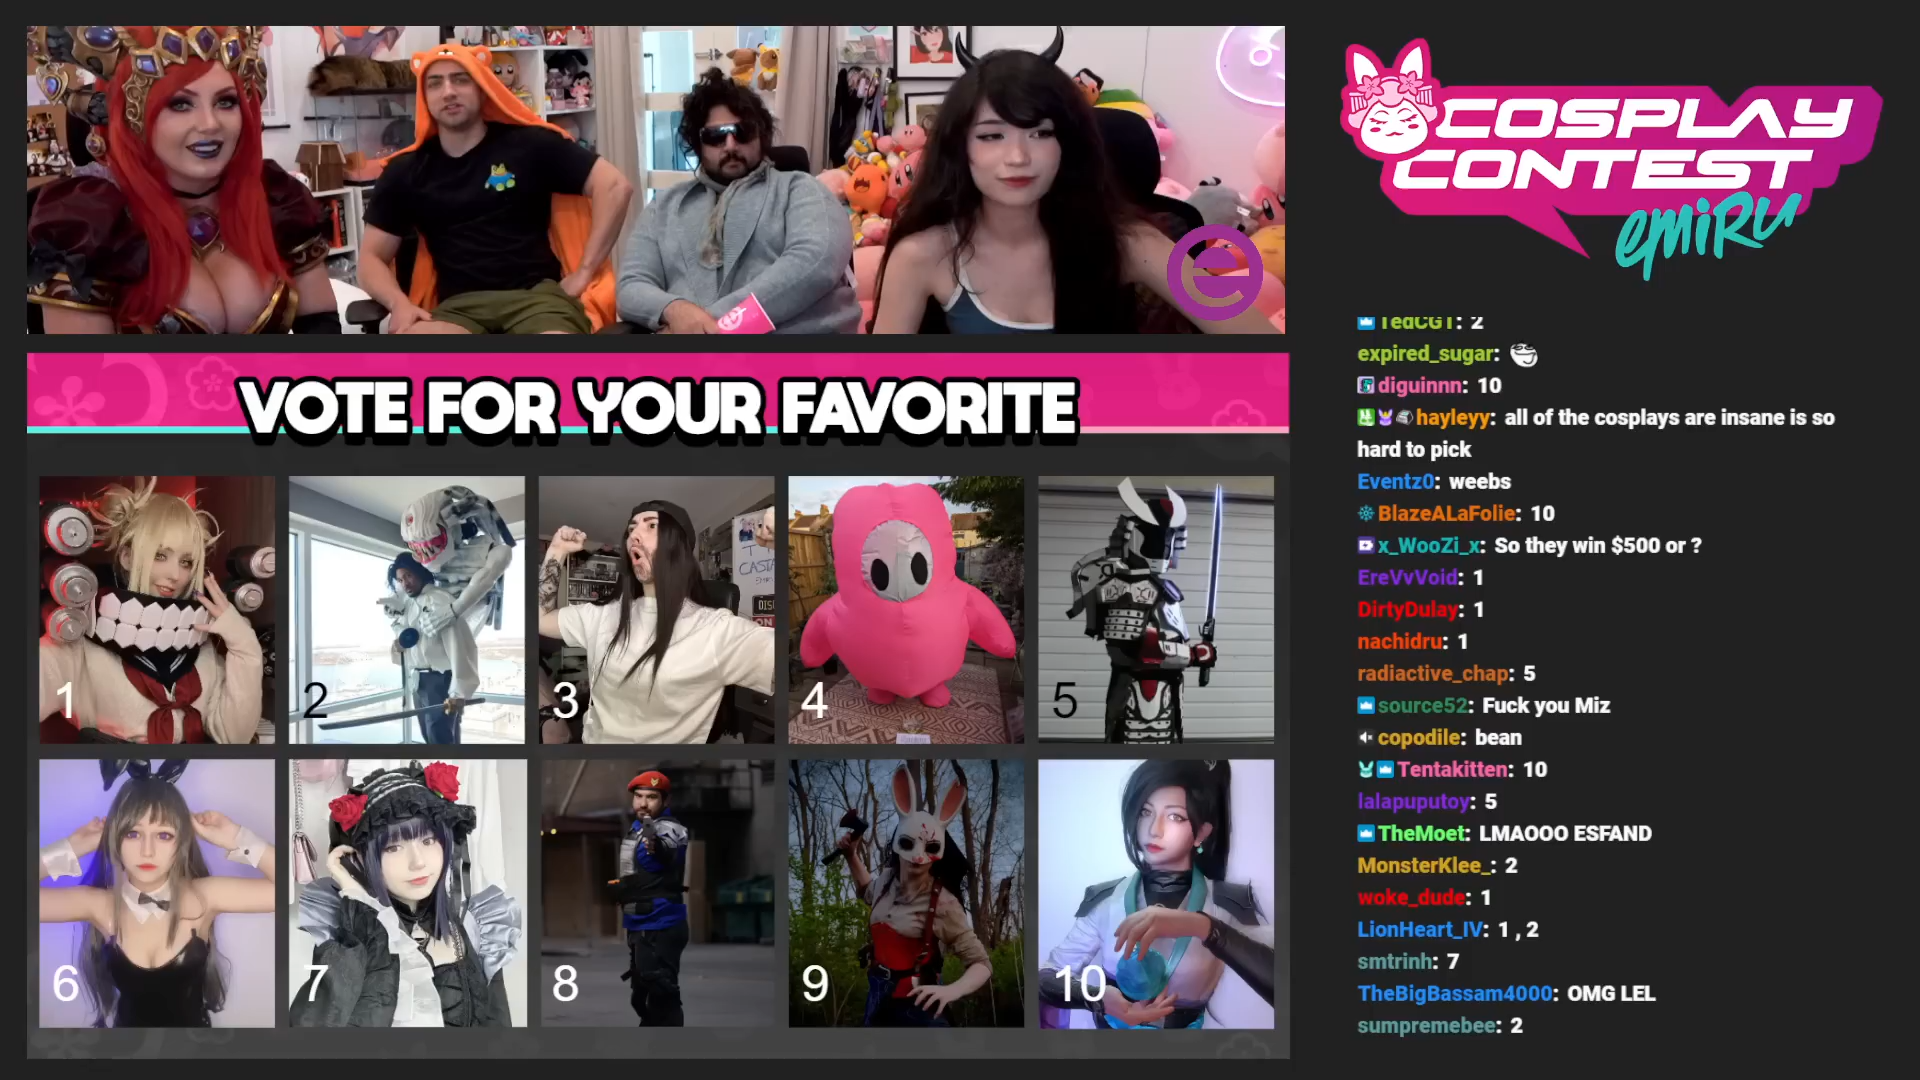 COSPLAY
CONTEST
emiru
VOTE FOR YOUR FAVORITE
1
2
3
4
5
6
7
8
9
10
TedCGT: 2
expired_sugar:
diguinnn: 10
hayleyy: all of the cosplays are insane is so
hard to pick
Eventz0: weebs
BlazeALaFolie: 10
x_WooZi_x: So they win $500 or ?
EreVvVoid: 1
DirtyDulay: 1
nachidru: 1
radiactive_chap: 5
source52: Fuck you Miz
copodile: bean
Tentakitten: 10
lalapuputoy: 5
TheMoet: LMAOOO ESFAND
MonsterKlee_: 2
woke_dude: 1
LionHeart_IV: 1 , 2
smtrinh: 7
TheBigBassam4000: OMG LEL
sumpremebee: 2